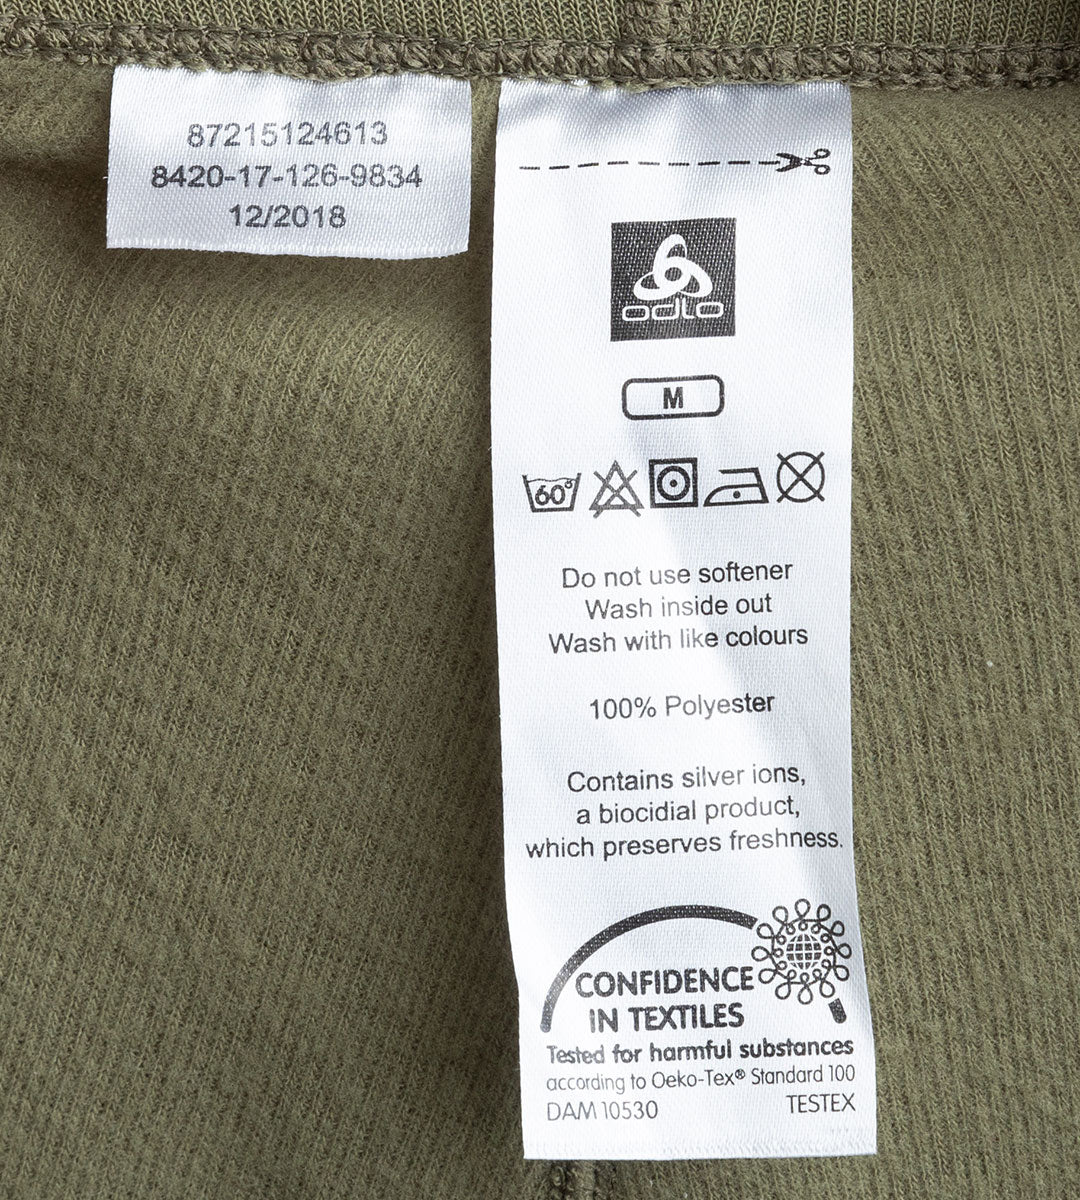 87215124613
8420-17-126-9834
12/2018
odlo
M
60°
Do not use softener
Wash inside out
Wash with like colours
100% Polyester
Contains silver ions,
a biocidial product,
which preserves freshness.
CONFIDENCE
IN TEXTILES
Tested for harmful substances
according to Oeko-Tex® Standard 100
DAM 10530 TESTEX